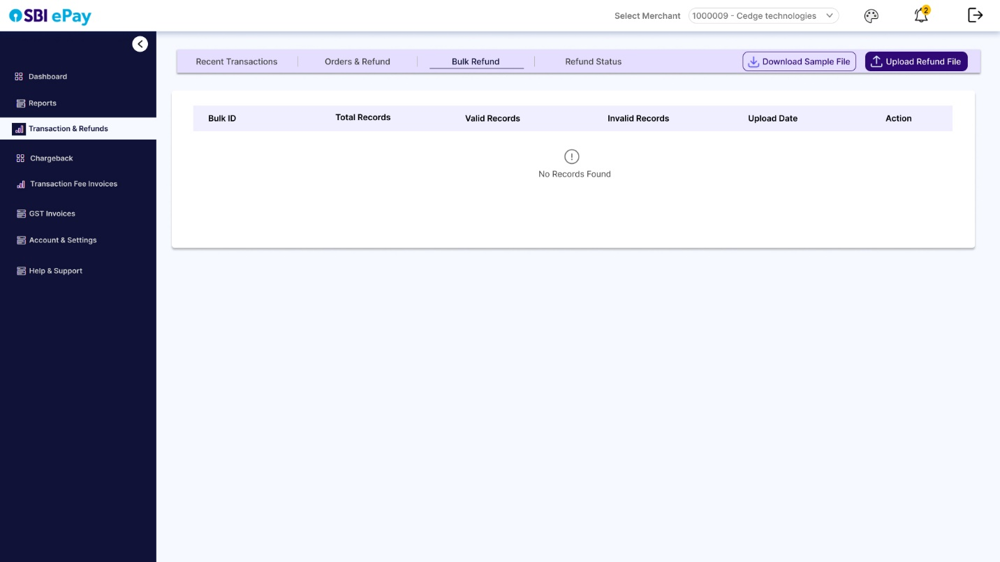 SBI ePay
Select Merchant
1000009 - Cedge technologies
2
Dashboard
Reports
Transaction & Refunds
Chargeback
Transaction Fee Invoices
GST Invoices
Account & Settings
Help & Support
Recent Transactions
Orders & Refund
Bulk Refund
Refund Status
Download Sample File
Upload Refund File
Bulk ID
Total Records
Valid Records
Invalid Records
Upload Date
Action
No Records Found